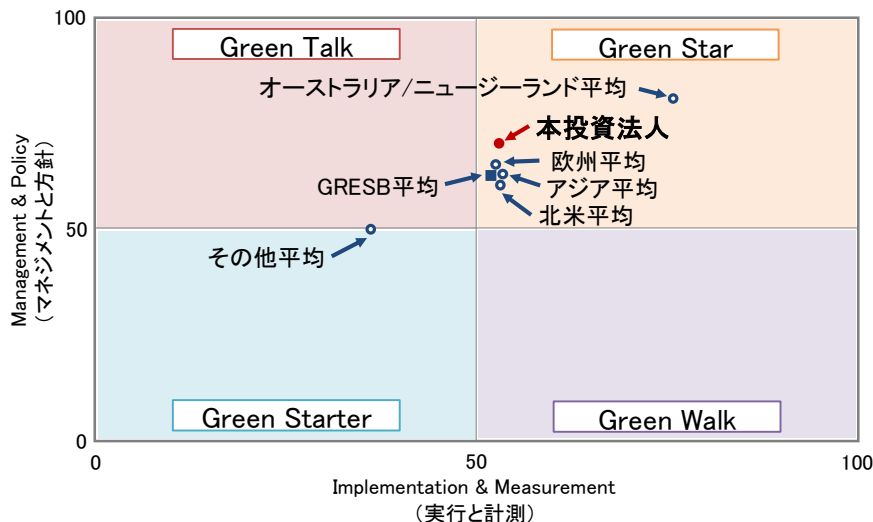 100
Green Talk
Green Star
オーストラリア/ニュージーランド平均
本投資法人
欧州平均
GRESB平均
アジア平均
北米平均
50
その他平均
Management & Policy
（マネジメントと方針）
Green Starter
Green Walk
0
0
50
100
Implementation & Measurement
（実行と計測）